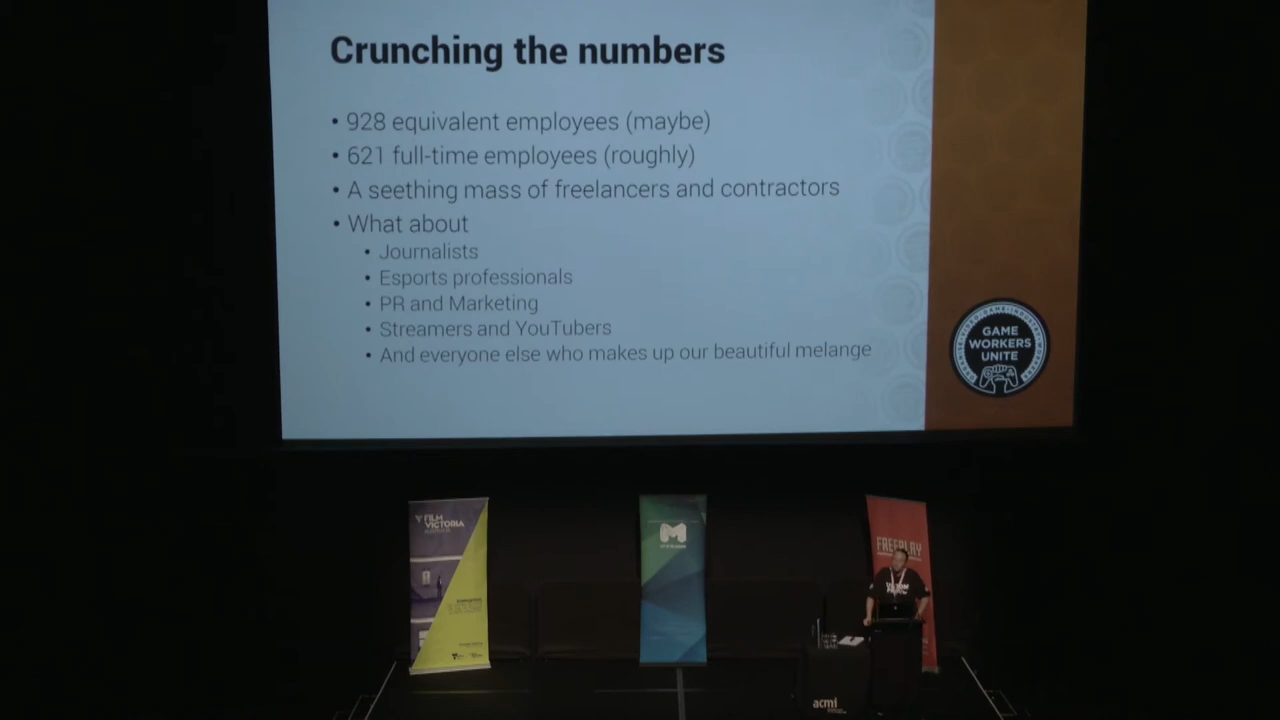 Crunching the numbers
• 928 equivalent employees (maybe)
• 621 full-time employees (roughly)
• A seething mass of freelancers and contractors
• What about
• Journalists
• Esports professionals
• PR and Marketing
• Streamers and YouTubers
• And everyone else who makes up our beautiful melange
GAME
WORKERS
UNITE
FILM
VICTORIA
FREEPLAY
acmi